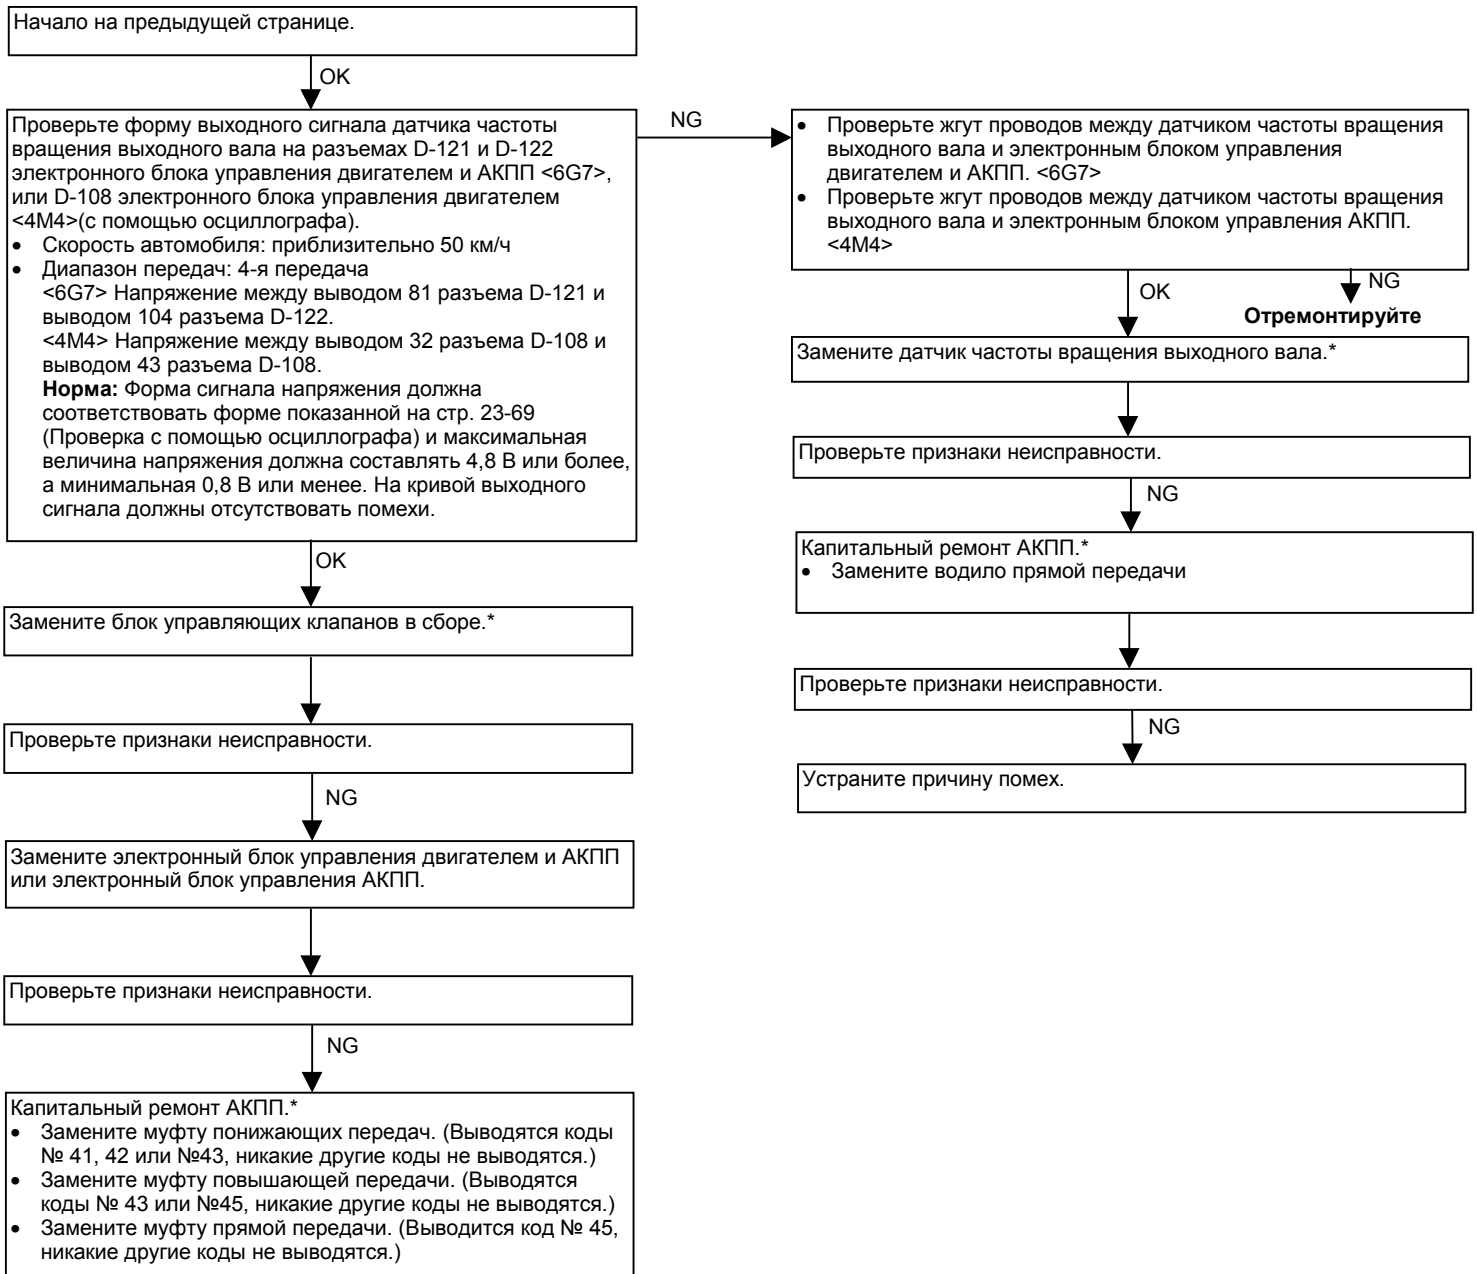 Начало на предыдущей странице.
OK
Проверьте форму выходного сигнала датчика частоты
вращения выходного вала на разъемах D-121 и D-122
электронного блока управления двигателем и АКПП <6G7>,
или D-108 электронного блока управления двигателем
<4M4>(с помощью осциллографа).
• Скорость автомобиля: приблизительно 50 км/ч
• Диапазон передач: 4-я передача
<6G7> Напряжение между выводом 81 разъема D-121 и
выводом 104 разъема D-122.
<4M4> Напряжение между выводом 32 разъема D-108 и
выводом 43 разъема D-108.
Норма: Форма сигнала напряжения должна
соответствовать форме показанной на стр. 23-69
(Проверка с помощью осциллографа) и максимальная
величина напряжения должна составлять 4,8 В или более,
а минимальная 0,8 В или менее. На кривой выходного
сигнала должны отсутствовать помехи.
OK
Замените блок управляющих клапанов в сборе.*
Проверьте признаки неисправности.
NG
Замените электронный блок управления двигателем и АКПП
или электронный блок управления АКПП.
Проверьте признаки неисправности.
NG
Капитальный ремонт АКПП.*
• Замените муфту понижающих передач. (Выводятся коды
№ 41, 42 или №43, никакие другие коды не выводятся.)
• Замените муфту повышающей передачи. (Выводятся
коды № 43 или №45, никакие другие коды не выводятся.)
• Замените муфту прямой передачи. (Выводится код № 45,
никакие другие коды не выводятся.)
NG
• Проверьте жгут проводов между датчиком частоты вращения
выходного вала и электронным блоком управления
двигателем и АКПП. <6G7>
• Проверьте жгут проводов между датчиком частоты вращения
выходного вала и электронным блоком управления АКПП.
<4M4>
OK
NG
Отремонтируйте
Замените датчик частоты вращения выходного вала.*
Проверьте признаки неисправности.
NG
Капитальный ремонт АКПП.*
• Замените водило прямой передачи
Проверьте признаки неисправности.
NG
Устраните причину помех.